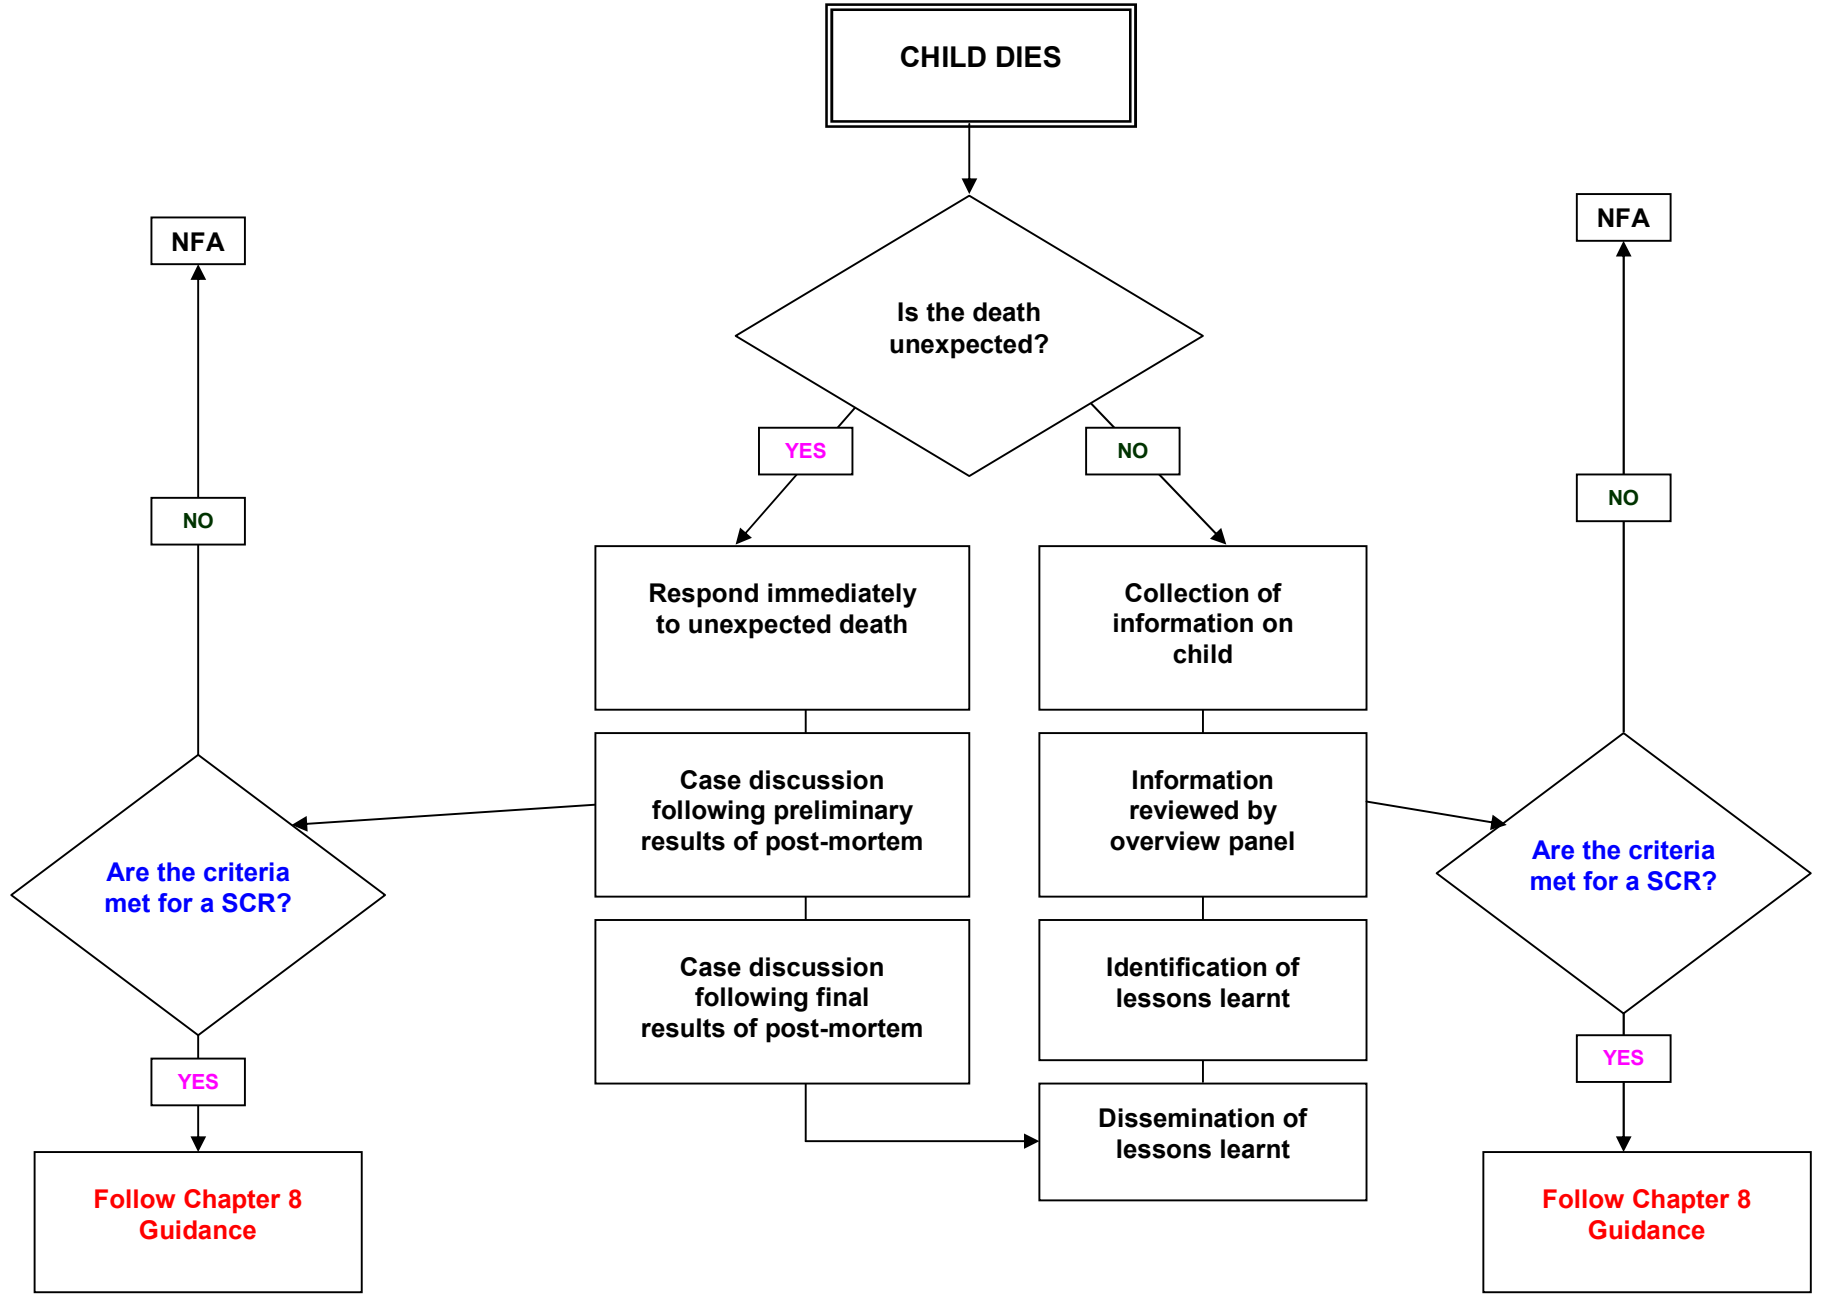 CHILD DIES
NFA
NFA
Is the death
unexpected?
YES
NO
NO
NO
Respond immediately
to unexpected death
Collection of
information on
child
Case discussion
following preliminary
results of post-mortem
Information
reviewed by
overview panel
Are the criteria
met for a SCR?
Are the criteria
met for a SCR?
Case discussion
following final
results of post-mortem
Identification of
lessons learnt
YES
YES
Dissemination of
lessons learnt
Follow Chapter 8
Guidance
Follow Chapter 8
Guidance